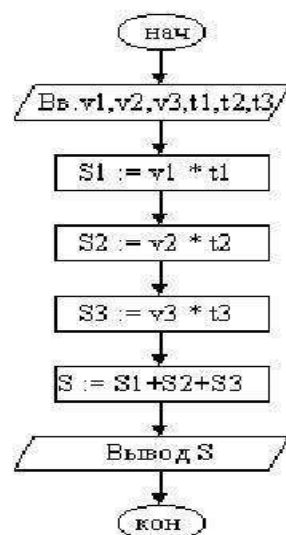 нач
Вв.v1,v2,v3,t1,t2,t3
S1 := v1 * t1
S2 := v2 * t2
S3 := v3 * t3
S := S1+S2+S3
Вывод S
кон